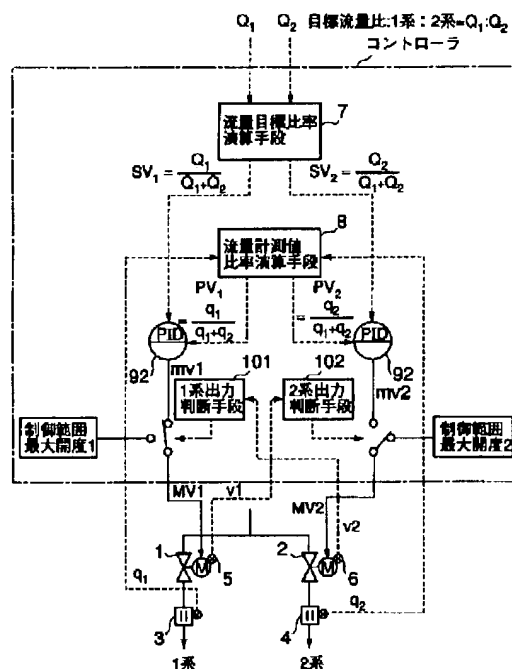 Q₁ Q₂ 目標流量比:1系:2系=Q₁:Q₂
コントローラ
7
流量目標比率
演算手段
SV₁ = Q₁/(Q₁+Q₂)
SV₂ = Q₂/(Q₁+Q₂)
8
流量計測値
比率演算手段
PV₁ = q₁/(q₁+q₂)
PV₂ = q₂/(q₁+q₂)
PID
PID
92
92
mv1
mv2
101
102
1系出力
判断手段
2系出力
判断手段
制御範囲
最大開度1
制御範囲
最大開度2
MV1
v1
MV2
v2
1
2
M
M
5
6
q₁
q₂
3
4
1系
2系